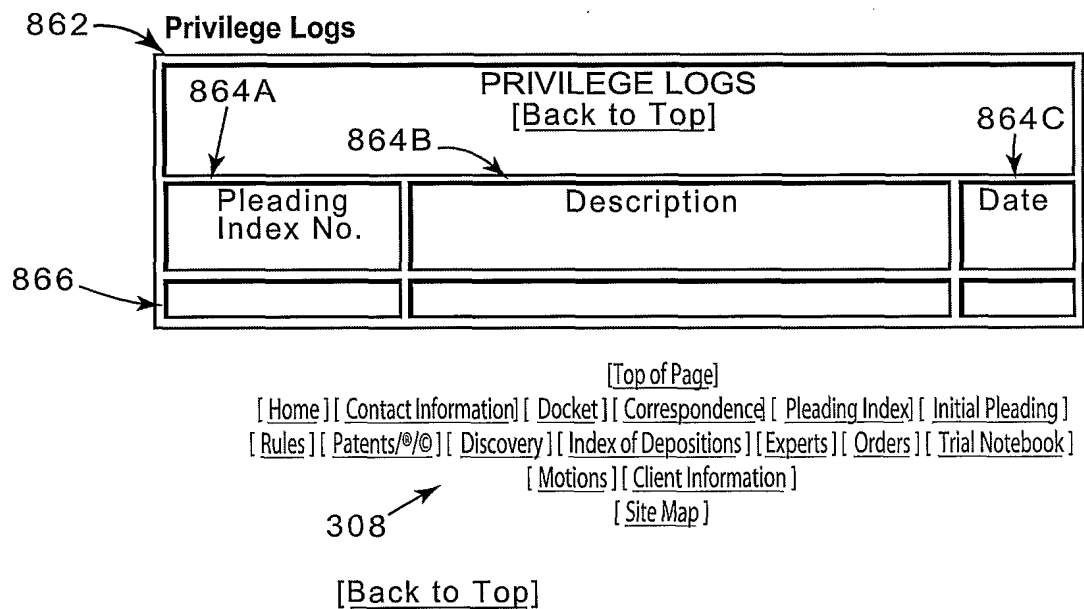 862 Privilege Logs
864A PRIVILEGE LOGS
[Back to Top]
864B 864C
Pleading Index No. Description Date
866
[Top of Page]
[ Home ] [ Contact Information] [ Docket ] [ Correspondence] [ Pleading Index] [ Initial Pleading ]
[ Rules ] [ Patents/®/© ] [ Discovery ] [ Index of Depositions ] [ Experts ] [ Orders ] [ Trial Notebook ]
[ Motions ] [ Client Information ]
[ Site Map ]
308
[Back to Top]